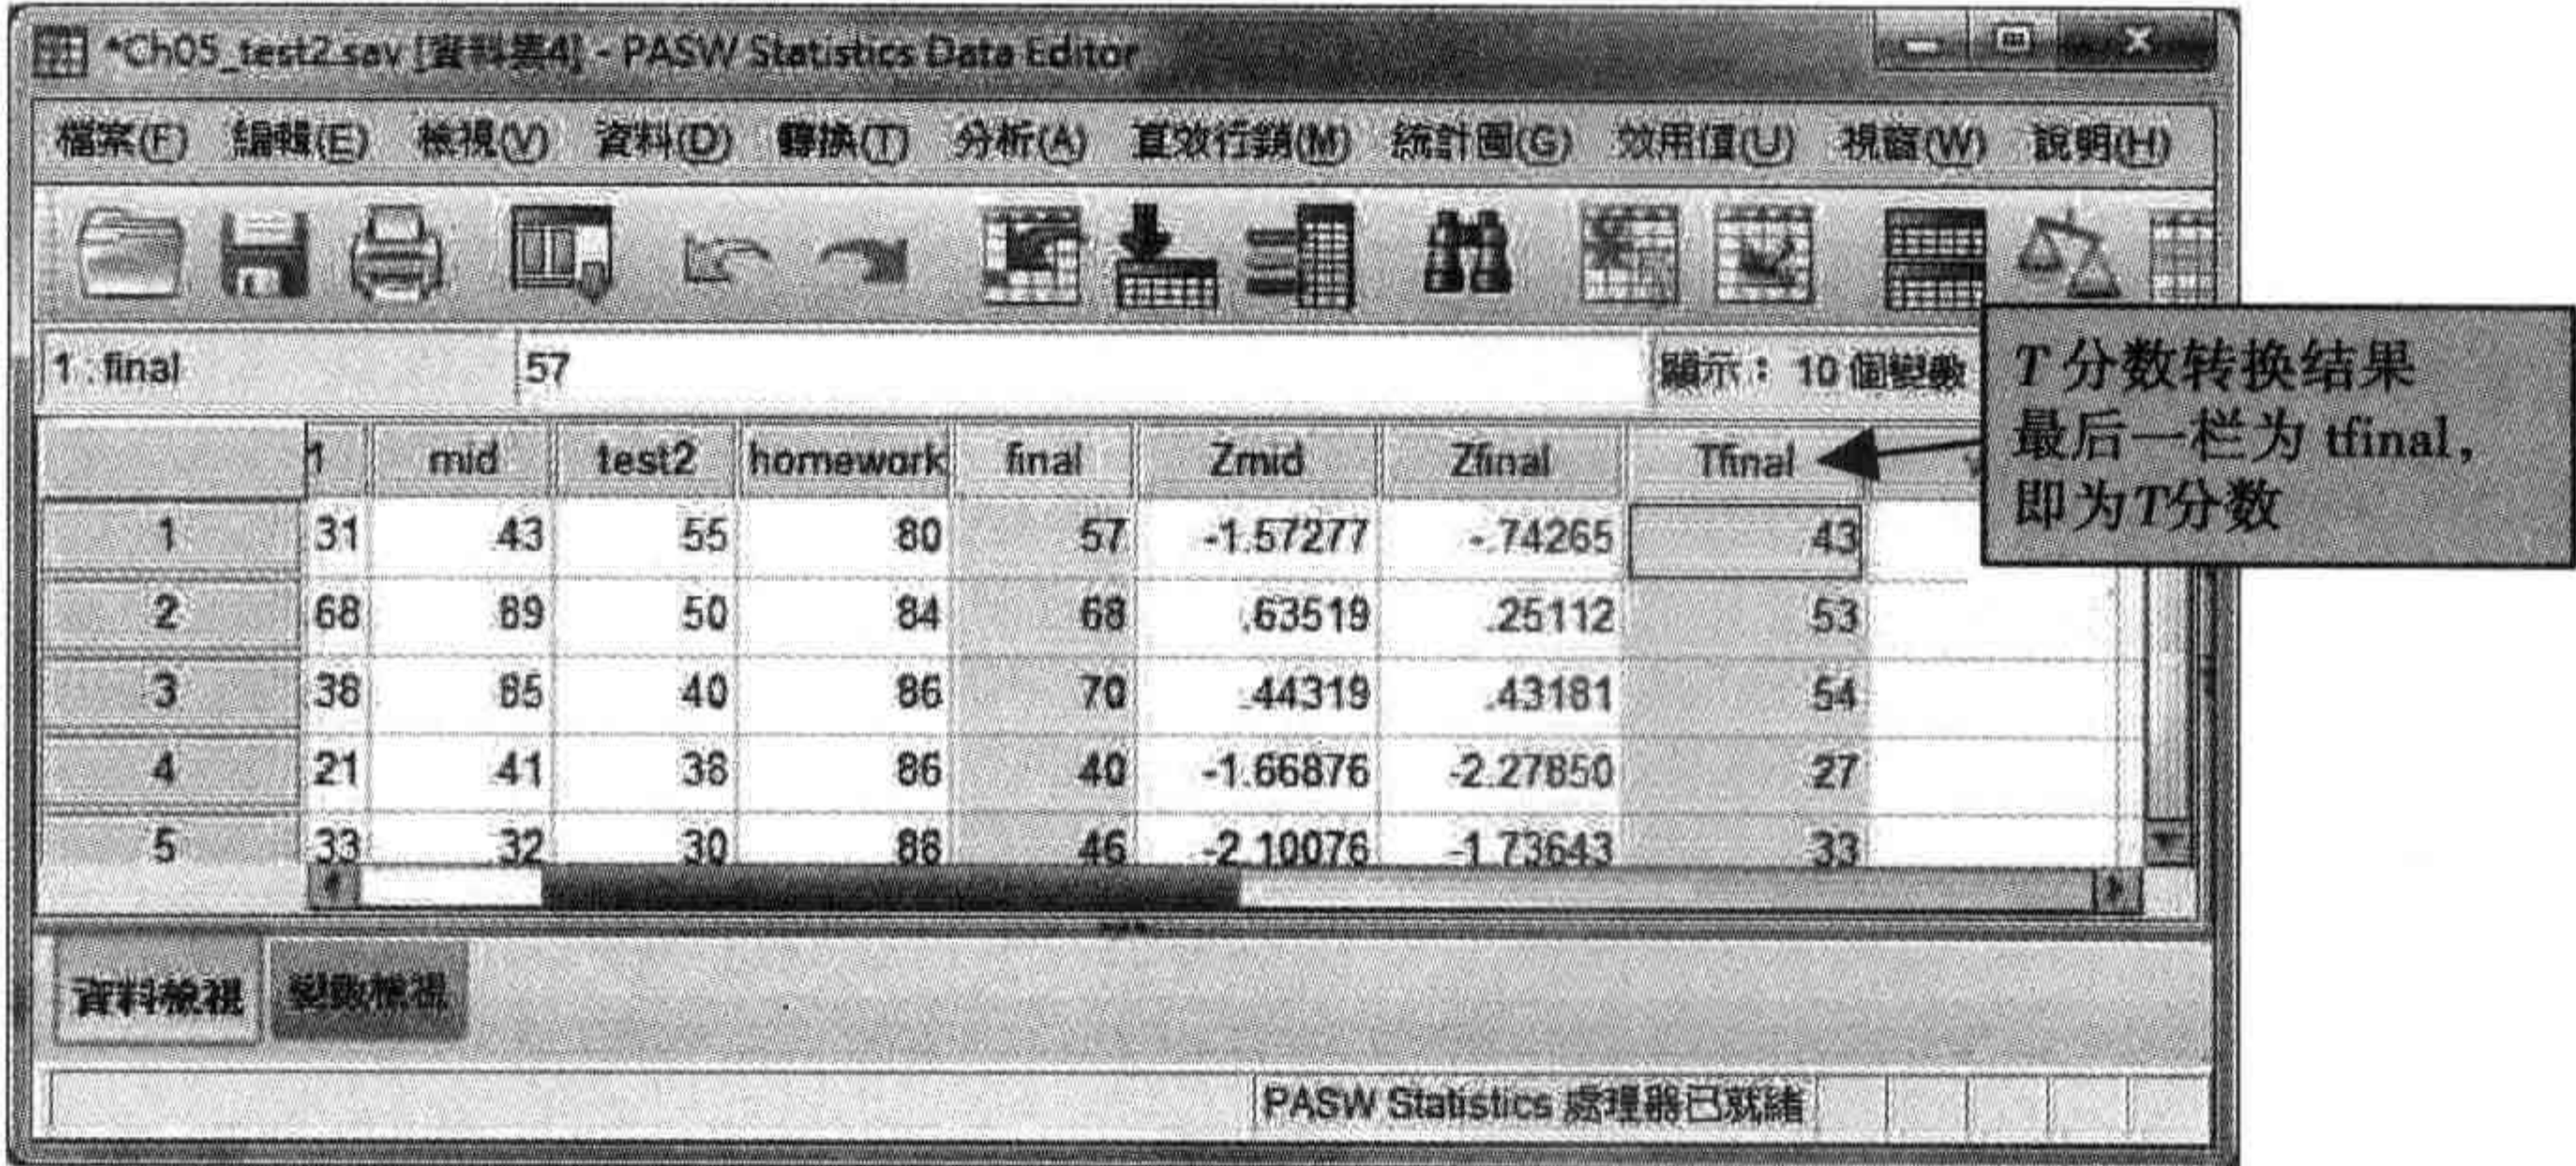 *Ch05_test2.sav [資料集4] - PASW Statistics Data Editor
檔案(F) 編輯(E) 檢視(V) 資料(D) 轉換(T) 分析(A) 直效行銷(M) 統計圖(G) 效用值(U) 視窗(W) 說明(H)
1 : final 57 顯示： 10 個變數
T 分数转换结果
最后一栏为 tfinal，
即为T分数
1 mid test2 homework final Zmid Zfinal Tfinal
1 31 43 55 80 57 -1.57277 -.74265 43
2 68 89 50 84 68 .63519 .25112 53
3 38 85 40 86 70 .44319 .43181 54
4 21 41 38 86 40 -1.66876 -2.27850 27
5 33 32 30 86 46 -2.10076 -1.73643 33
資料檢視 變數檢視
PASW Statistics 處理器已就緒